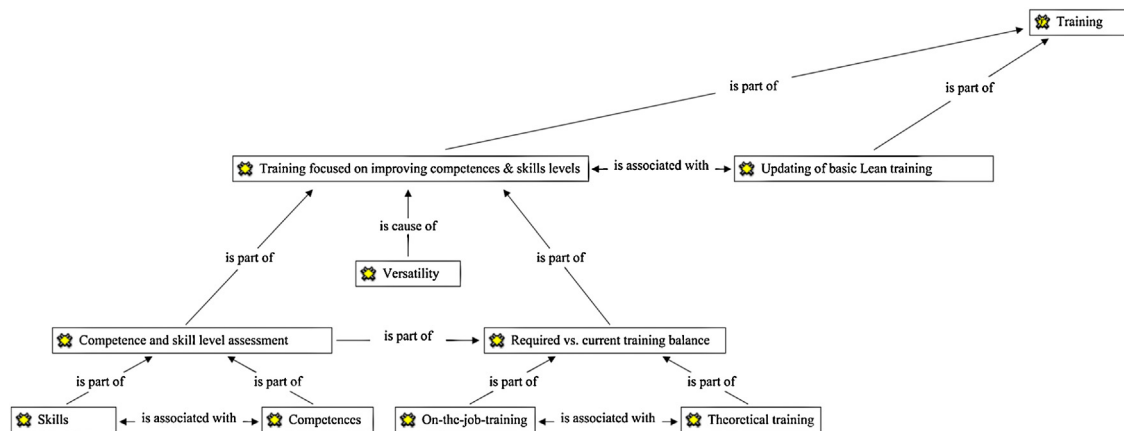 Training
is part of
is part of
Training focused on improving competences & skills levels
is associated with
Updating of basic Lean training
is cause of
is part of
is part of
Versatility
Competence and skill level assessment
is part of
Required vs. current training balance
is part of
is part of
is part of
is part of
Skills
is associated with
Competences
On-the-job-training
is associated with
Theoretical training